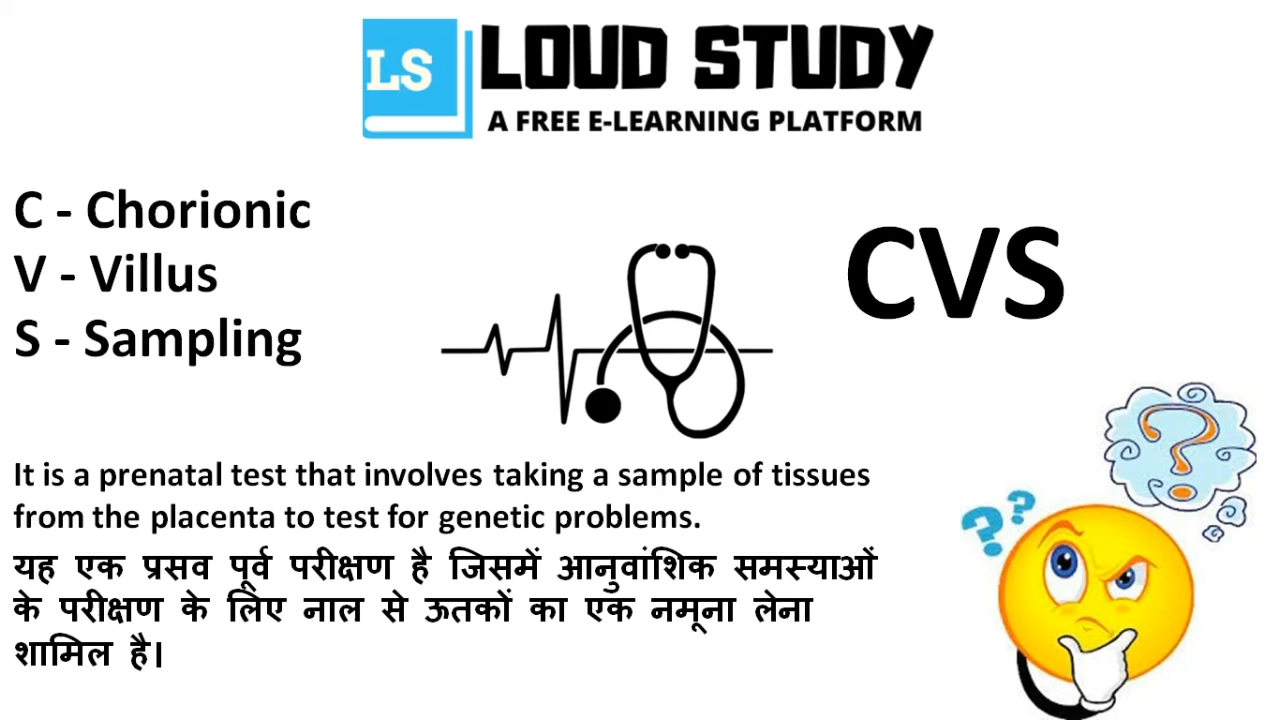 LS
LOUD STUDY
A FREE E-LEARNING PLATFORM
C - Chorionic
V - Villus
S - Sampling
CVS
It is a prenatal test that involves taking a sample of tissues
from the placenta to test for genetic problems.
यह एक प्रसव पूर्व परीक्षण है जिसमें आनुवांशिक समस्याओं
के परीक्षण के लिए नाल से ऊतकों का एक नमूना लेना
शामिल है।
?
? ?